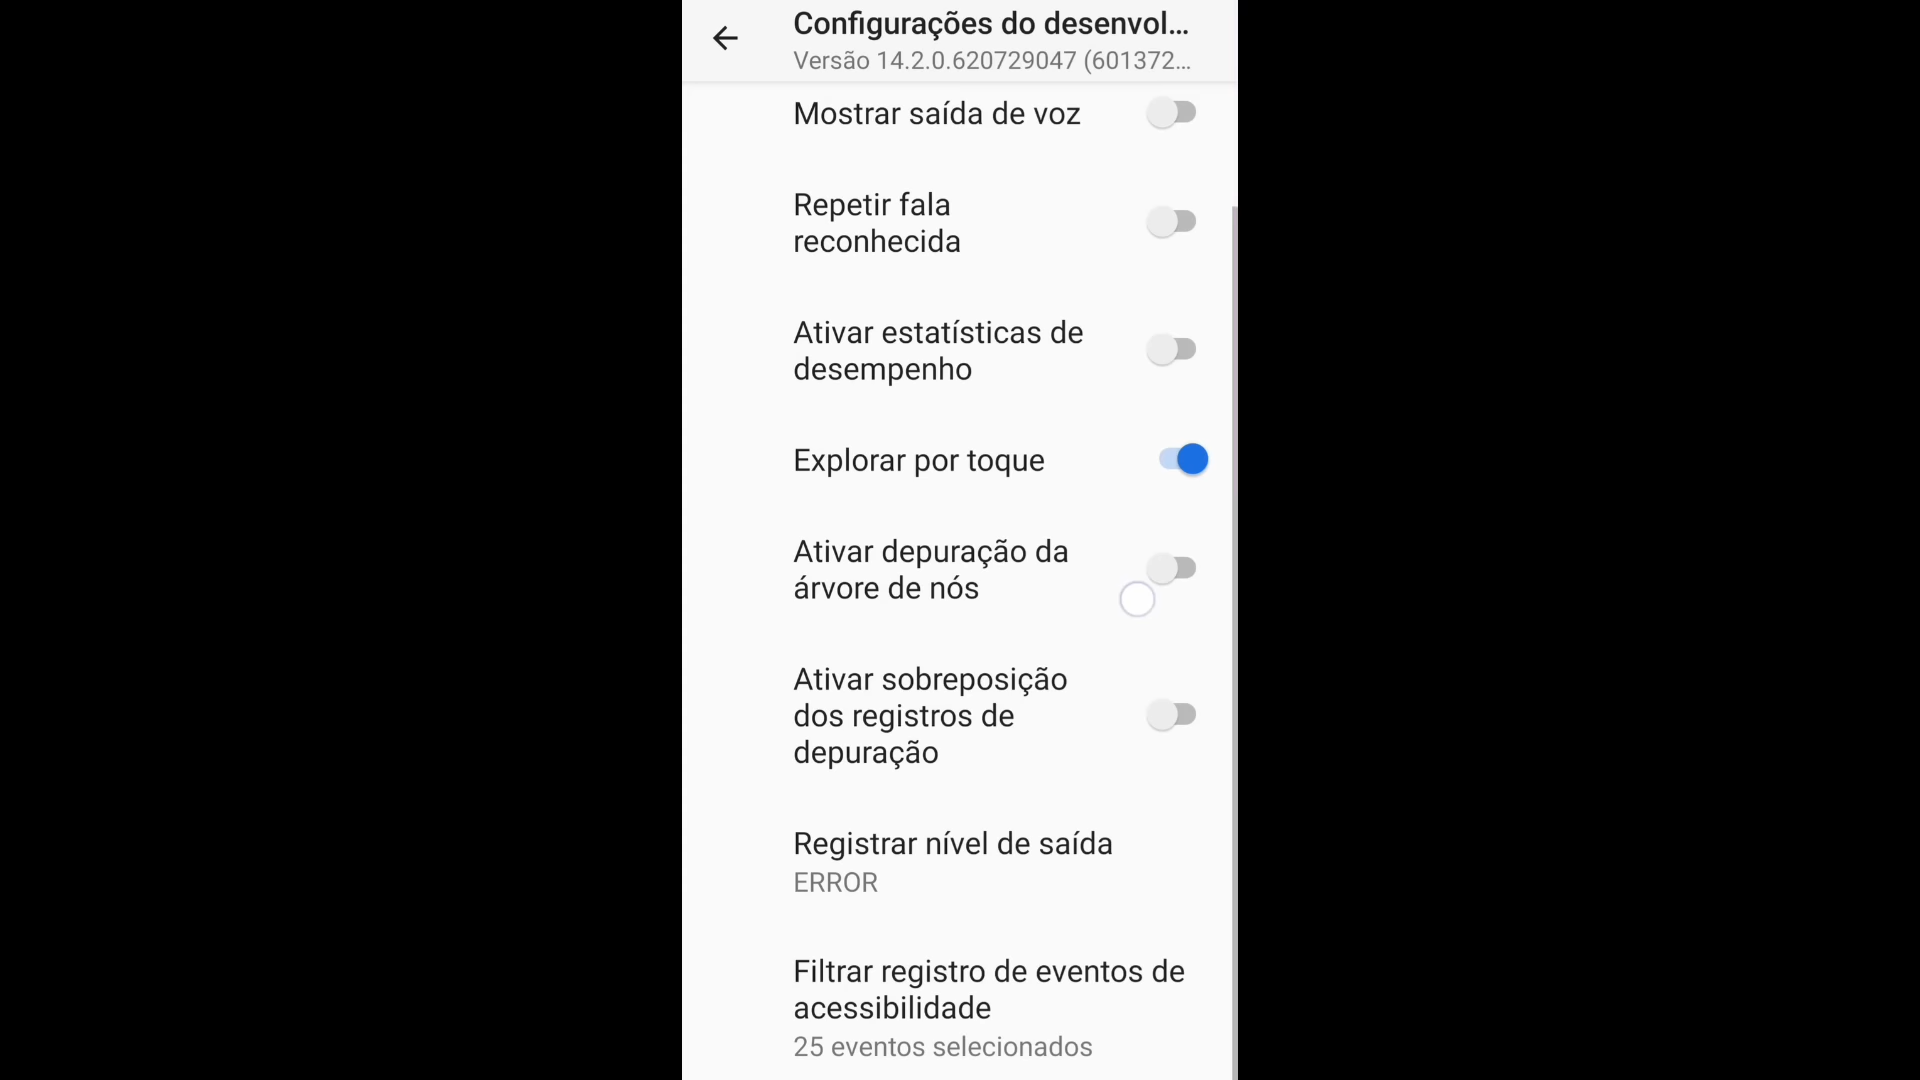 Configurações do desenvol...
Versão 14.2.0.620729047 (601372...
Mostrar saída de voz
Repetir fala
reconhecida
Ativar estatísticas de
desempenho
Explorar por toque
Ativar depuração da
árvore de nós
Ativar sobreposição
dos registros de
depuração
Registrar nível de saída
ERROR
Filtrar registro de eventos de
acessibilidade
25 eventos selecionados